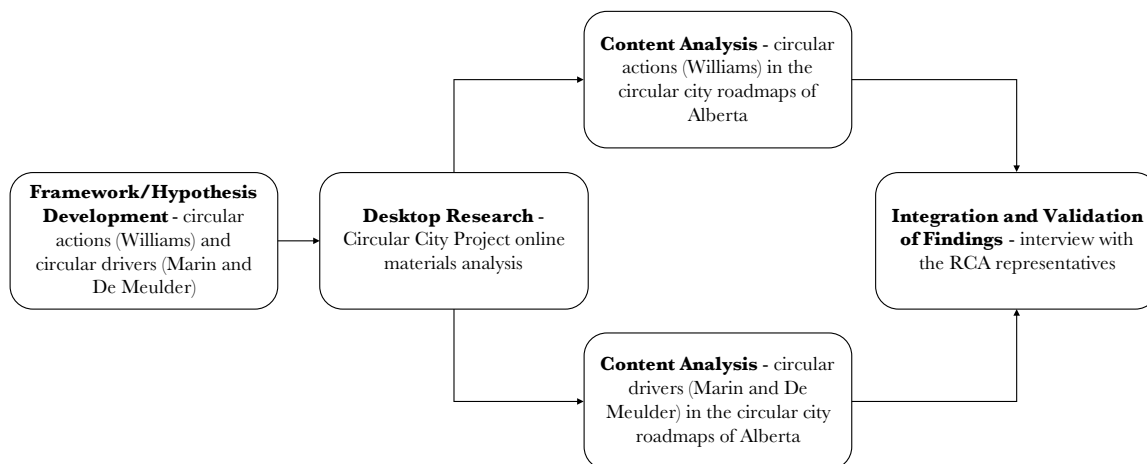 Framework/Hypothesis
Development - circular
actions (Williams) and
circular drivers (Marin and
De Meulder)
Desktop Research -
Circular City Project online
materials analysis
Content Analysis - circular
actions (Williams) in the
circular city roadmaps of
Alberta
Content Analysis - circular
drivers (Marin and De
Meulder) in the circular city
roadmaps of Alberta
Integration and Validation
of Findings - interview with
the RCA representatives